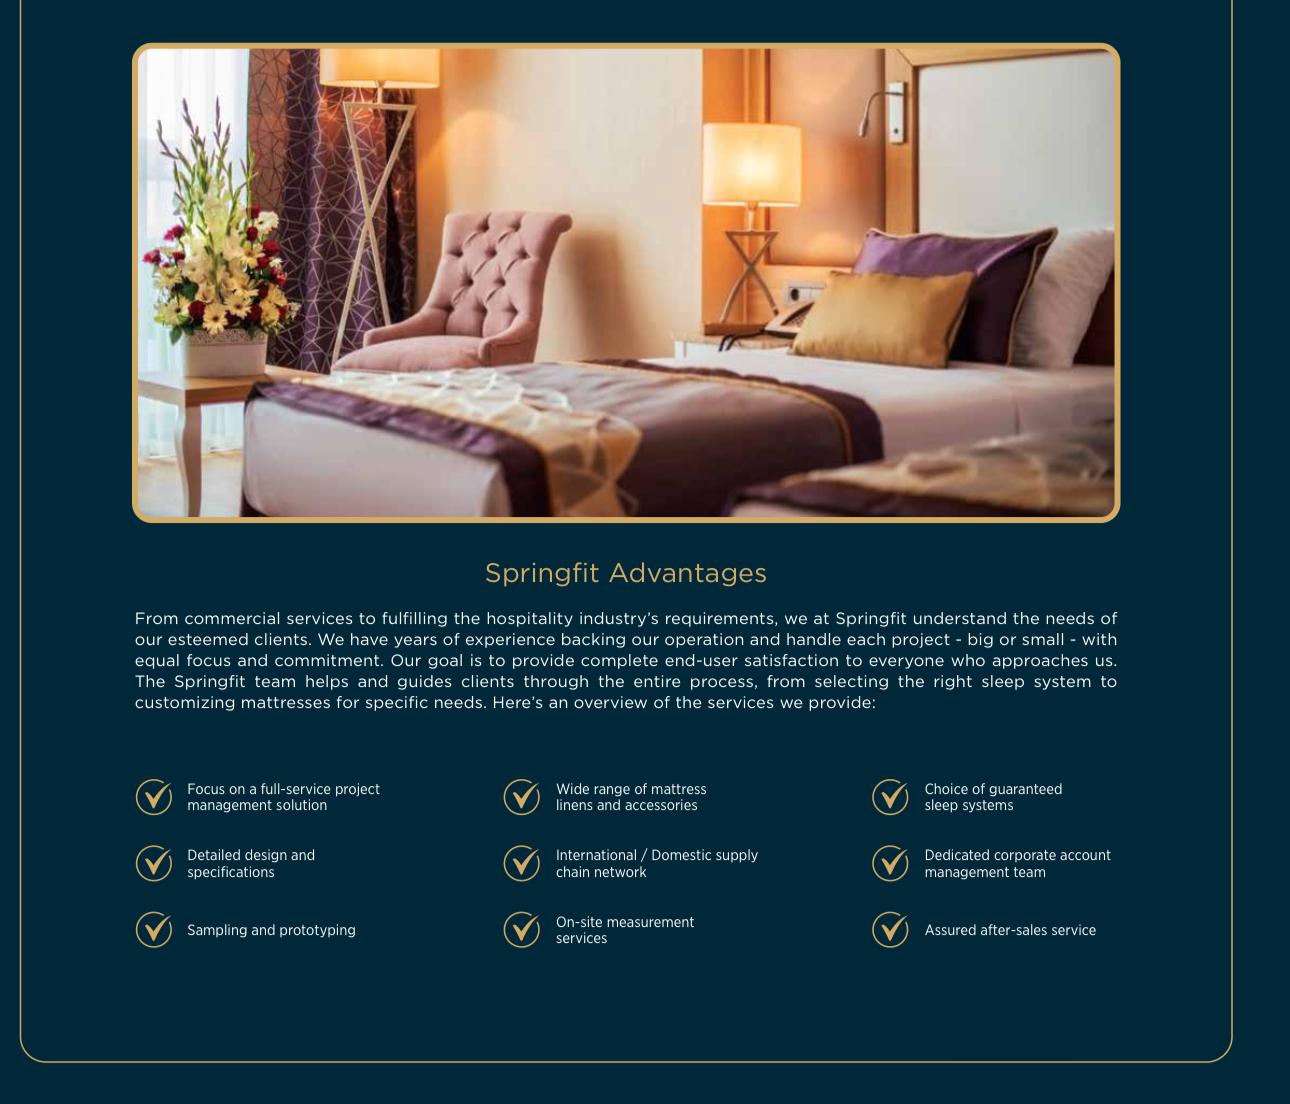 Springfit Advantages
From commercial services to fulfilling the hospitality industry’s requirements, we at Springfit understand the needs of
our esteemed clients. We have years of experience backing our operation and handle each project - big or small - with
equal focus and commitment. Our goal is to provide complete end-user satisfaction to everyone who approaches us.
The Springfit team helps and guides clients through the entire process, from selecting the right sleep system to
customizing mattresses for specific needs. Here’s an overview of the services we provide:
Focus on a full-service project
management solution
Wide range of mattress
linens and accessories
Choice of guaranteed
sleep systems
Detailed design and
specifications
International / Domestic supply
chain network
Dedicated corporate account
management team
Sampling and prototyping
On-site measurement
services
Assured after-sales service